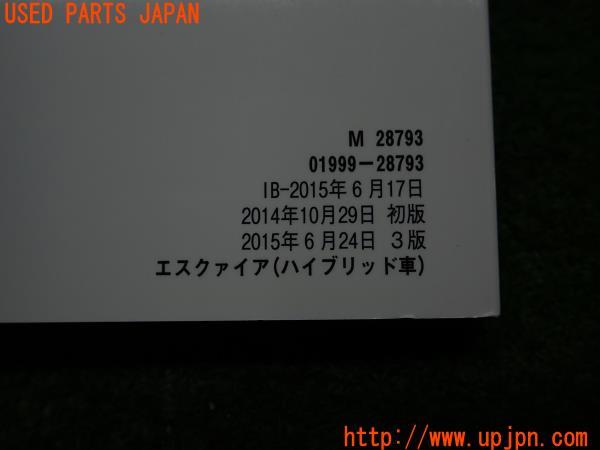 USED PARTS JAPAN
M 28793
01999-28793
IB-2015年6月17日
2014年10月29日 初版
2015年6月24日 3版
エスクァイア(ハイブリッド車)
http://www.upjpn.com